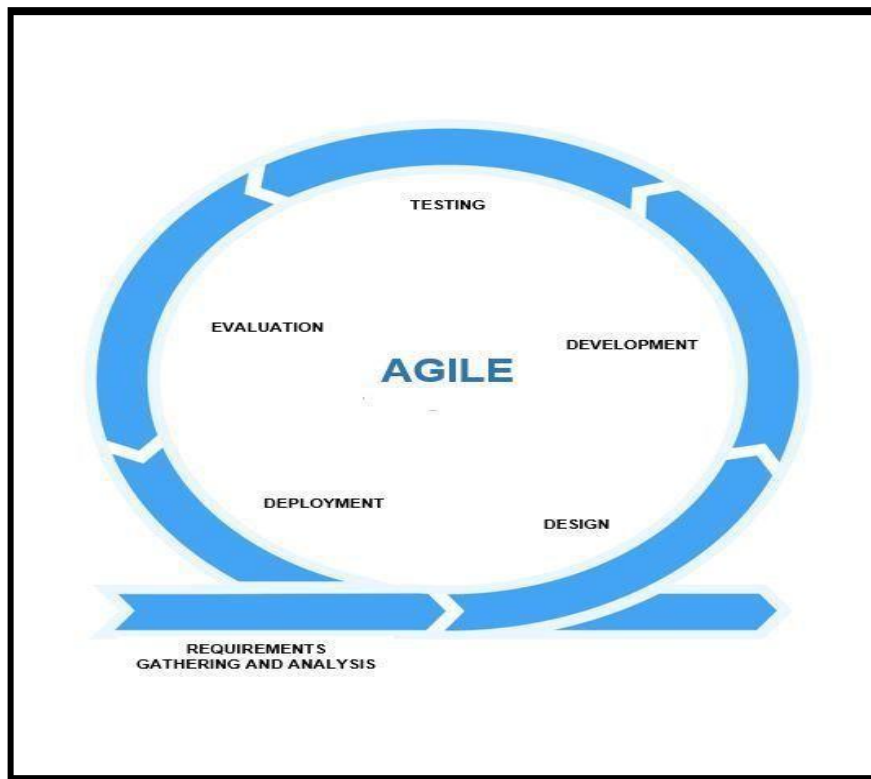 TESTING
EVALUATION
DEVELOPMENT
AGILE
DEPLOYMENT
DESIGN
REQUIREMENTS
GATHERING AND ANALYSIS